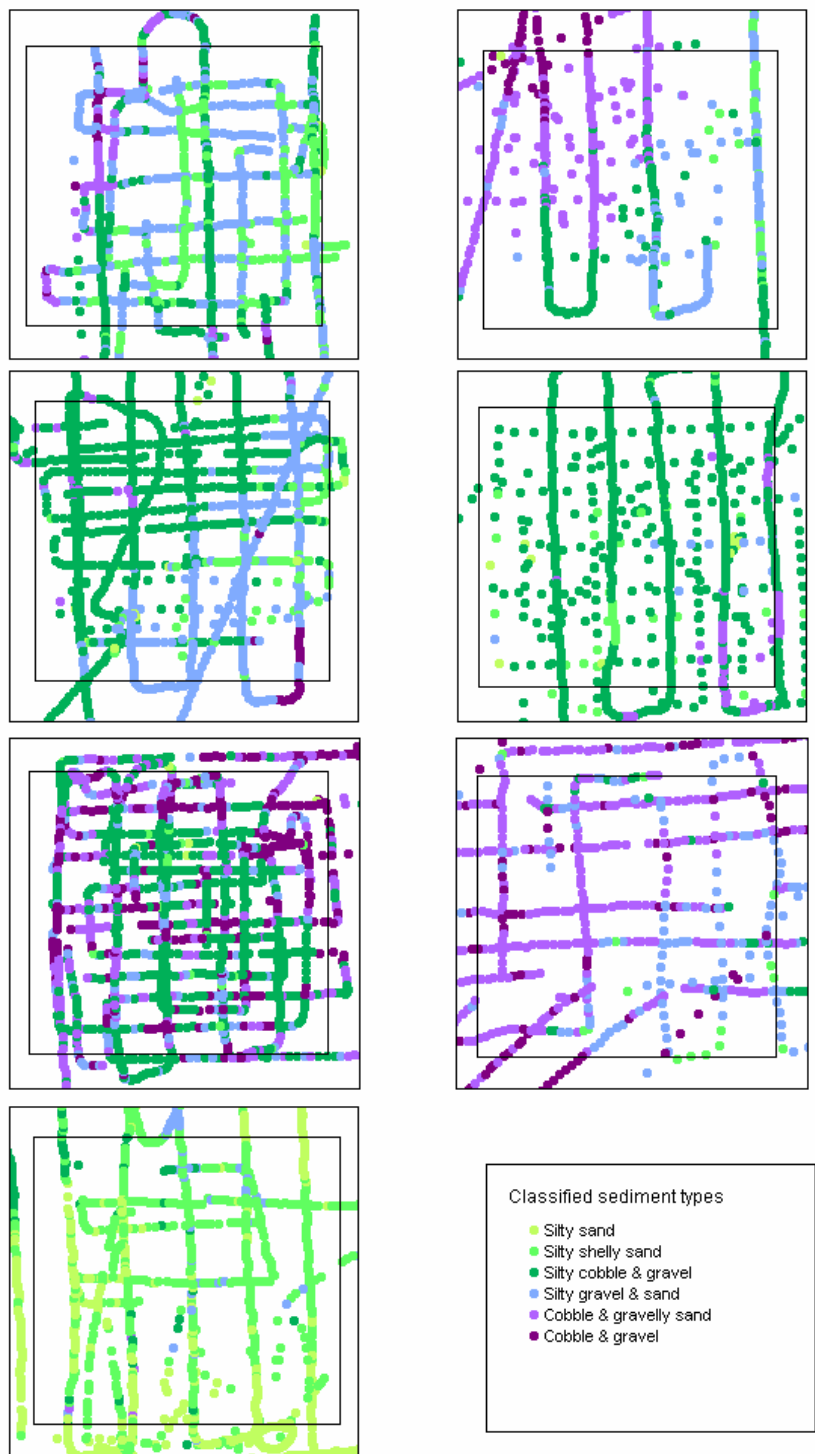 Classified sediment types
Silty sand
Silty shelly sand
Silty cobble & gravel
Silty gravel & sand
Cobble & gravelly sand
Cobble & gravel